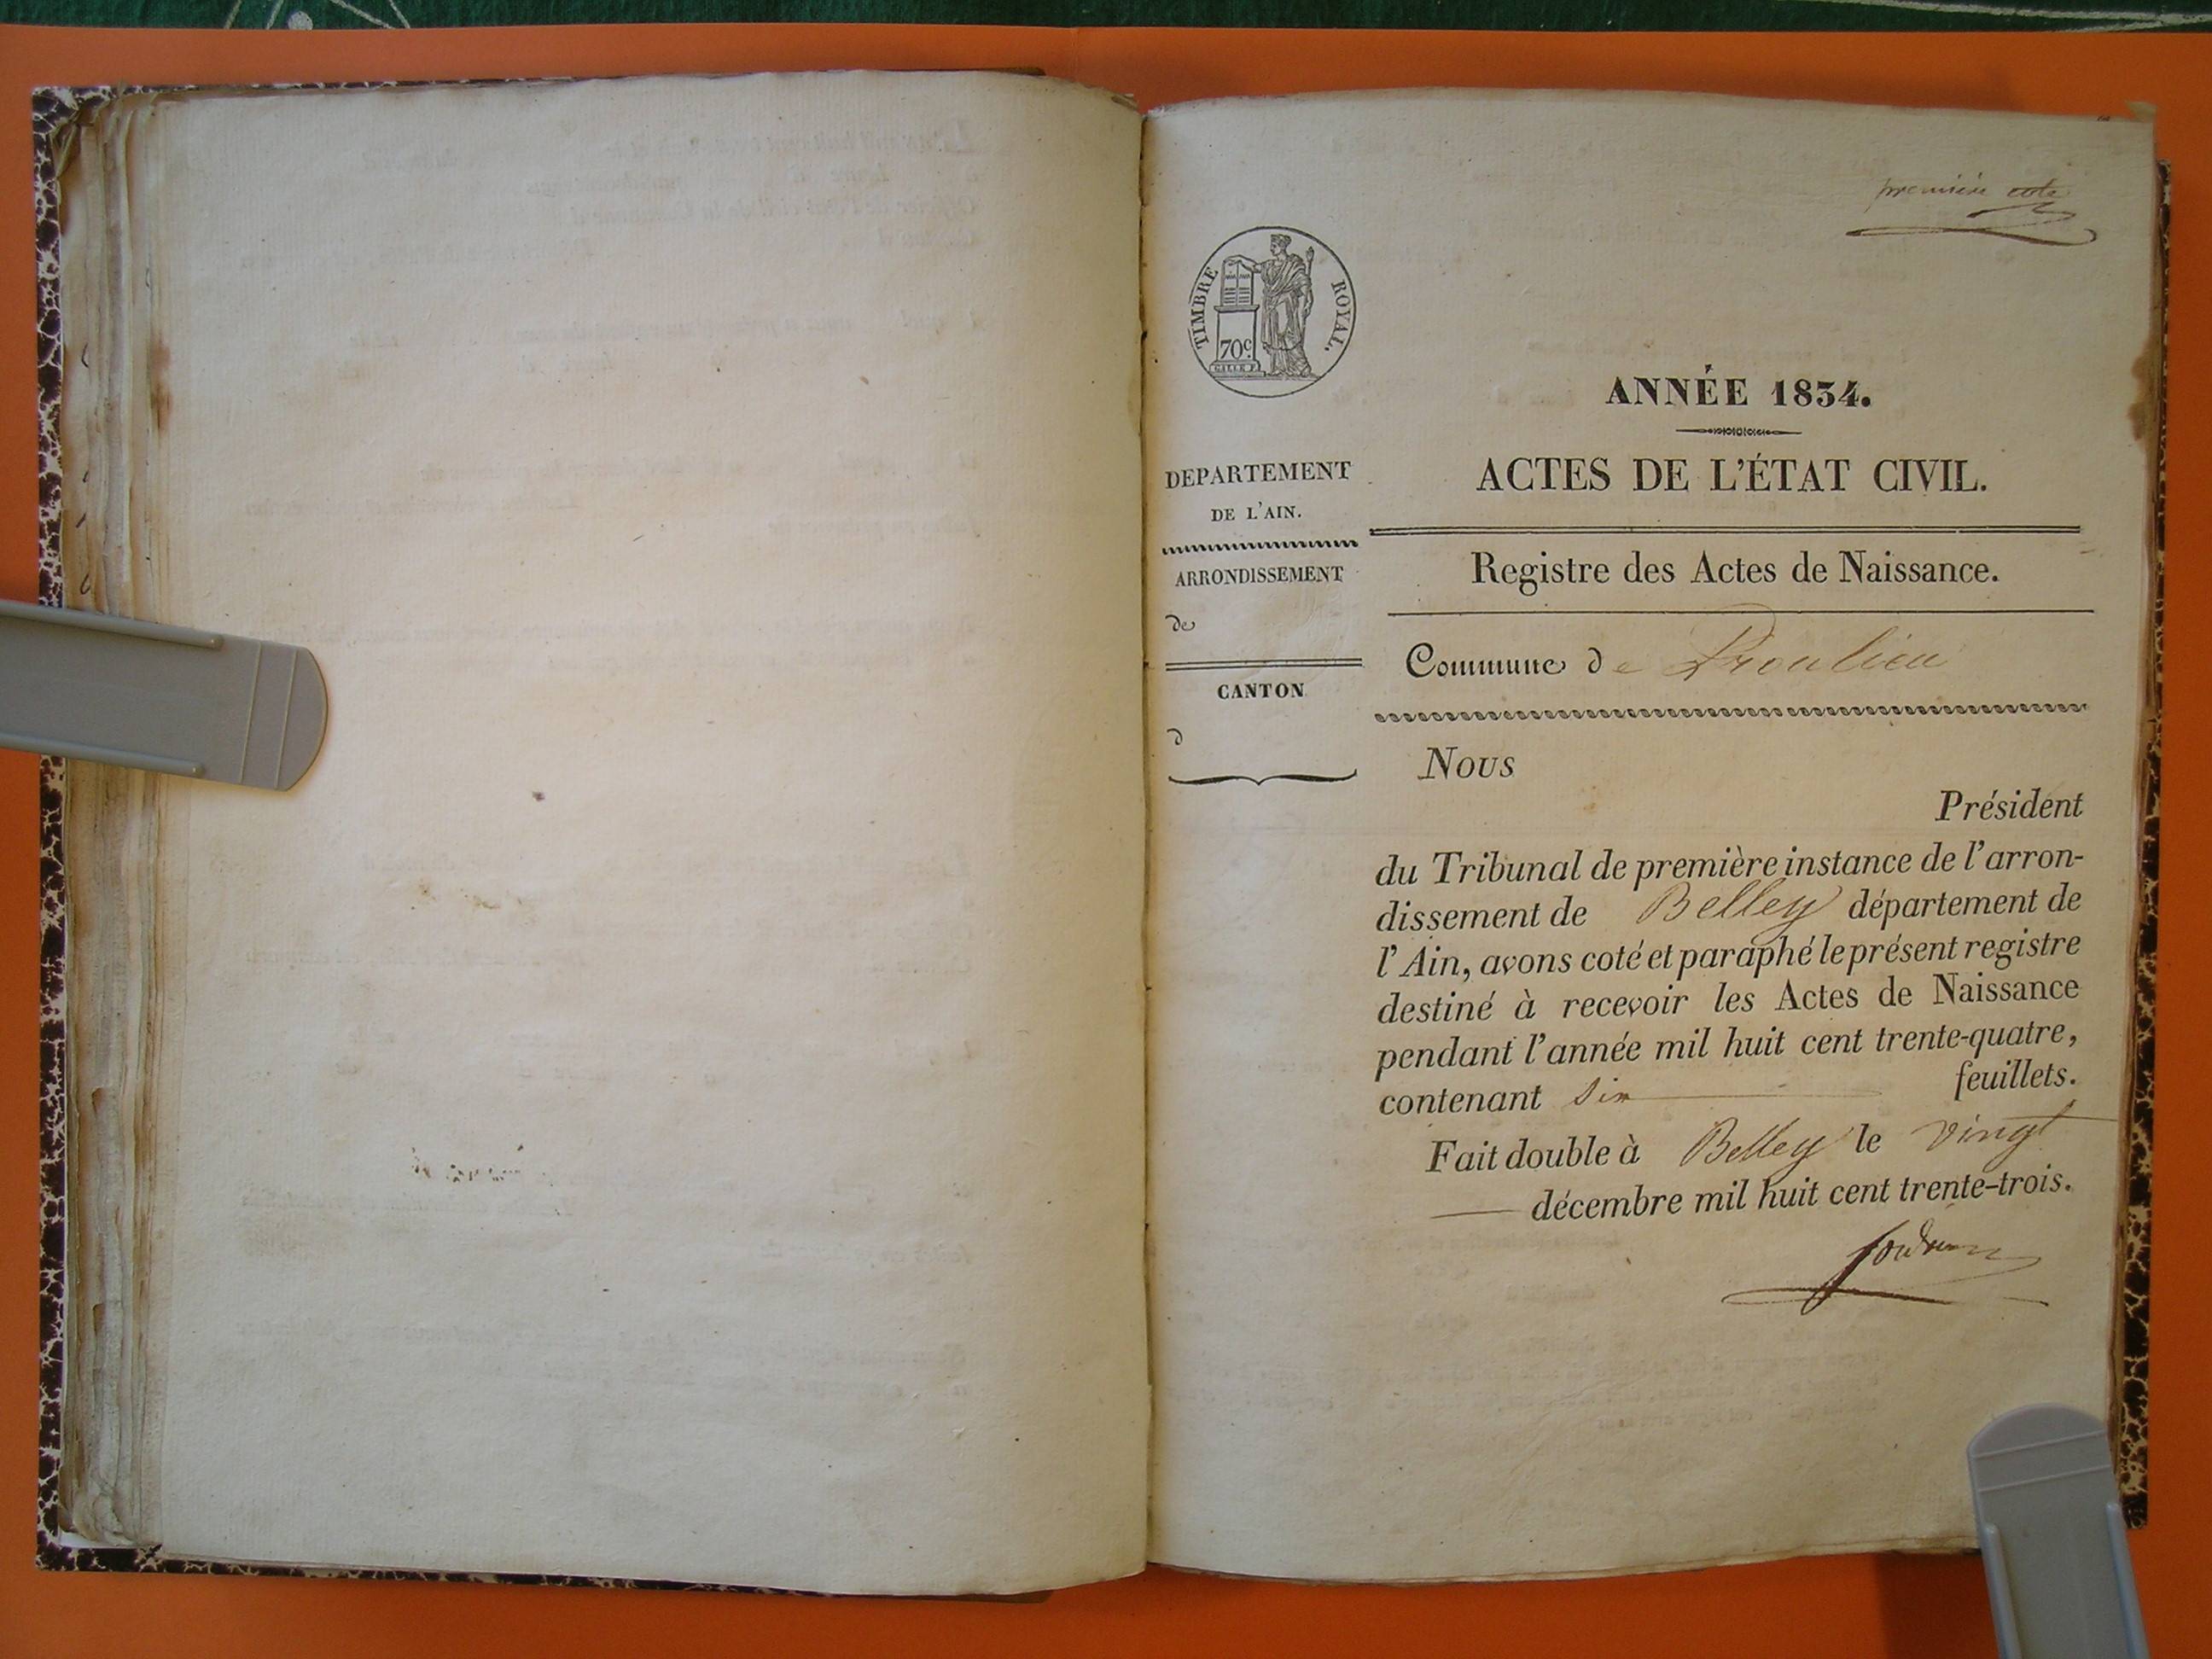 première cote
TIMBRE ROYAL.
70c.
ANNÉE 1834.
ACTES DE L'ÉTAT CIVIL.
DEPARTEMENT
DE L'AIN.
ARRONDISSEMENT
de
CANTON
d
Registre des Actes de Naissance.
Commune de Proulieu
Nous
Président
du Tribunal de première instance de l'arron-
dissement de Belley département de
l'Ain, avons coté et paraphé le présent registre
destiné à recevoir les Actes de Naissance
pendant l'année mil huit cent trente-quatre,
contenant six feuillets.
Fait double à Belley le vingt
décembre mil huit cent trente-trois.